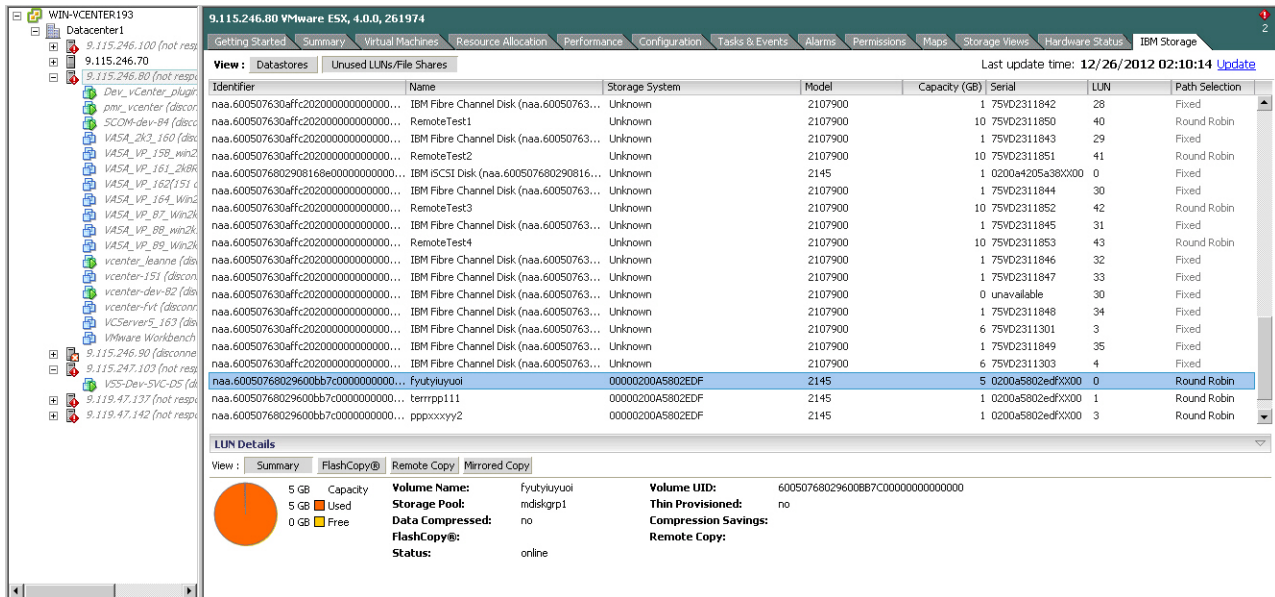 WIN-VCENTER193
Datacenter1
9.115.246.100 (not resp
9.115.246.70
9.115.246.80 (not respo
Dev_vCenter_plugin
pmr_vcenter (discor
SCOM-dev-84 (disco
VASA_2k3_160 (disc
VASA_VP_158_win2
VASA_VP_161_2k8R
VASA_VP_162(151 c
VASA_VP_164_Win2
VASA_VP_87_Win2k
VASA_VP_88_win2k
VASA_VP_89_Win2k
vcenter_leanne (dis
vcenter-151 (discon
vcenter-dev-82 (dis
vcenter-fvt (disconr
VCServer5_163 (dis
VMware Workbench
9.115.246.90 (disconne
9.115.247.103 (not resp
VSS-Dev-SVC-DS (d
9.119.47.137 (not respo
9.119.47.142 (not respo
9.115.246.80 VMware ESX, 4.0.0, 261974
2
Getting Started Summary Virtual Machines Resource Allocation Performance Configuration Tasks & Events Alarms Permissions Maps Storage Views Hardware Status IBM Storage
View : Datastores Unused LUNs/File Shares Last update time: 12/26/2012 02:10:14 Update
Identifier Name Storage System Model Capacity (GB) Serial LUN Path Selection
naa.600507630affc202000000000000... IBM Fibre Channel Disk (naa.60050763... Unknown 2107900 1 75VD2311842 28 Fixed
naa.600507630affc202000000000000... RemoteTest1 Unknown 2107900 10 75VD2311850 40 Round Robin
naa.600507630affc202000000000000... IBM Fibre Channel Disk (naa.60050763... Unknown 2107900 1 75VD2311843 29 Fixed
naa.600507630affc202000000000000... RemoteTest2 Unknown 2107900 10 75VD2311851 41 Round Robin
naa.6005076802908168e00000000000... IBM iSCSI Disk (naa.600507680290816... Unknown 2145 1 0200a4205a38XX00 0 Fixed
naa.600507630affc202000000000000... IBM Fibre Channel Disk (naa.60050763... Unknown 2107900 1 75VD2311844 30 Fixed
naa.600507630affc202000000000000... RemoteTest3 Unknown 2107900 10 75VD2311852 42 Round Robin
naa.600507630affc202000000000000... IBM Fibre Channel Disk (naa.60050763... Unknown 2107900 1 75VD2311845 31 Fixed
naa.600507630affc202000000000000... RemoteTest4 Unknown 2107900 10 75VD2311853 43 Round Robin
naa.600507630affc202000000000000... IBM Fibre Channel Disk (naa.60050763... Unknown 2107900 1 75VD2311846 32 Fixed
naa.600507630affc202000000000000... IBM Fibre Channel Disk (naa.60050763... Unknown 2107900 1 75VD2311847 33 Fixed
naa.600507630affc202000000000000... IBM Fibre Channel Disk (naa.60050763... Unknown 2107900 0 unavailable 30 Fixed
naa.600507630affc202000000000000... IBM Fibre Channel Disk (naa.60050763... Unknown 2107900 1 75VD2311848 34 Fixed
naa.600507630affc202000000000000... IBM Fibre Channel Disk (naa.60050763... Unknown 2107900 6 75VD2311301 3 Fixed
naa.600507630affc202000000000000... IBM Fibre Channel Disk (naa.60050763... Unknown 2107900 1 75VD2311849 35 Fixed
naa.600507630affc202000000000000... IBM Fibre Channel Disk (naa.60050763... Unknown 2107900 6 75VD2311303 4 Fixed
naa.60050768029600bb7c0000000000... fyutyiuyuoi 00000200A5802EDF 2145 5 0200a5802edfXX00 0 Round Robin
naa.60050768029600bb7c0000000000... terrrpp111 00000200A5802EDF 2145 1 0200a5802edfXX00 1 Round Robin
naa.60050768029600bb7c0000000000... pppxxxyy2 00000200A5802EDF 2145 1 0200a5802edfXX00 3 Round Robin
LUN Details
View : Summary FlashCopy® Remote Copy Mirrored Copy
5 GB Capacity Volume Name: fyutyiuyuoi Volume UID: 60050768029600BB7C00000000000000
5 GB Used Storage Pool: mdiskgrp1 Thin Provisioned: no
0 GB Free Data Compressed: no Compression Savings:
FlashCopy®: Remote Copy:
Status: online